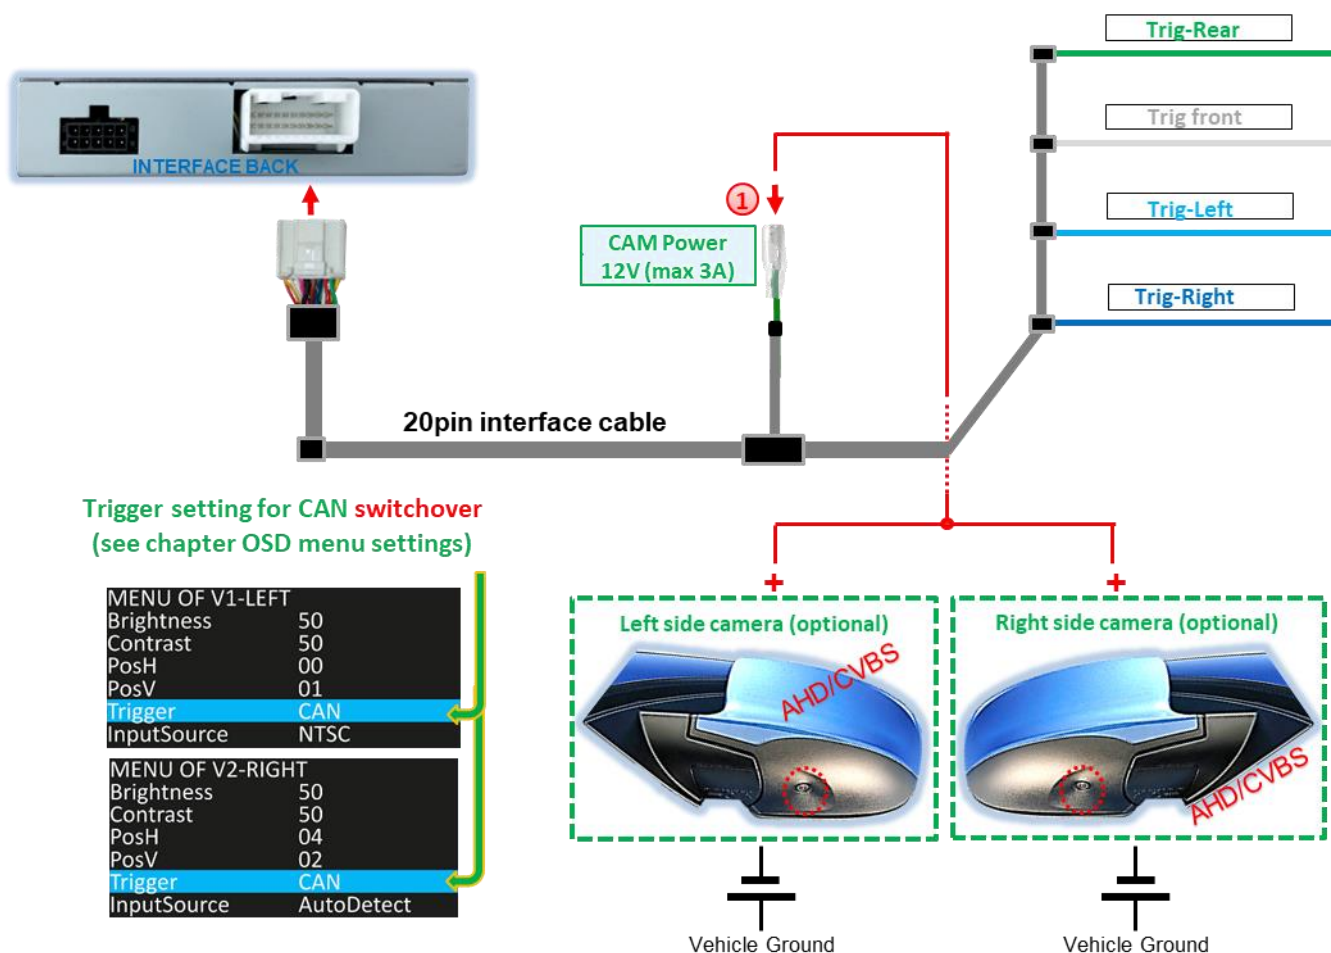 Trig-Rear
Trig front
Trig-Left
Trig-Right
INTERFACE BACK
1
CAM Power
12V (max 3A)
20pin interface cable
Trigger setting for CAN switchover
(see chapter OSD menu settings)
MENU OF V1-LEFT
Brightness 50
Contrast 50
PosH 00
PosV 01
Trigger CAN
InputSource NTSC
MENU OF V2-RIGHT
Brightness 50
Contrast 50
PosH 04
PosV 02
Trigger CAN
InputSource AutoDetect
+
+
Left side camera (optional)
AHD/CVBS
Right side camera (optional)
AHD/CVBS
Vehicle Ground
Vehicle Ground